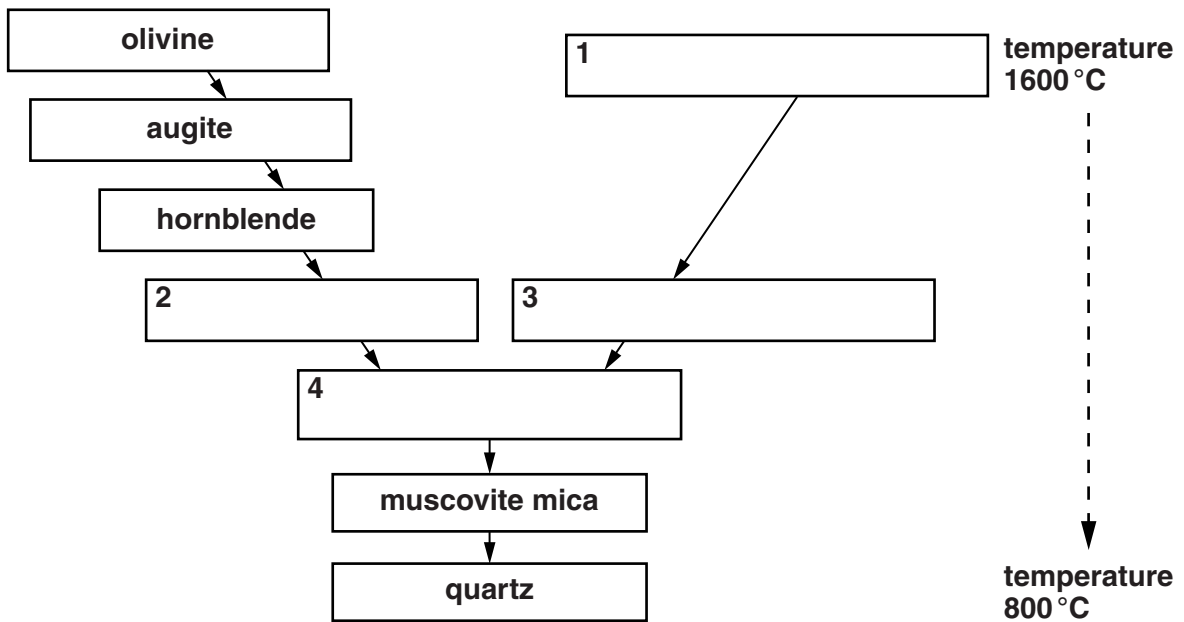 olivine
1
temperature
1600 °C
augite
hornblende
2
3
4
muscovite mica
quartz
temperature
800 °C